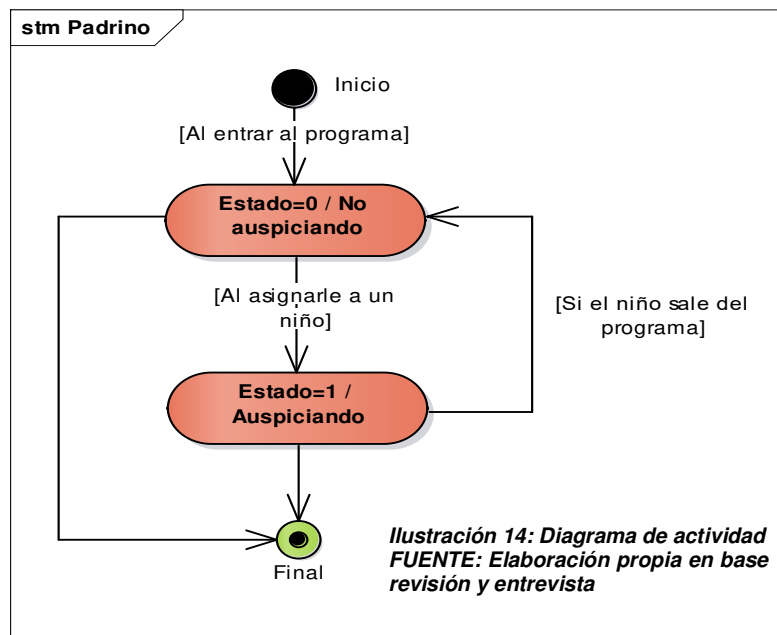 stm Padrino
Inicio
[Al entrar al programa]
Estado=0 / No
auspiciando
[Al asignarle a un
niño]
[Si el niño sale del
programa]
Estado=1 /
Auspiciando
Final
Ilustración 14: Diagrama de actividad
FUENTE: Elaboración propia en base
revisión y entrevista